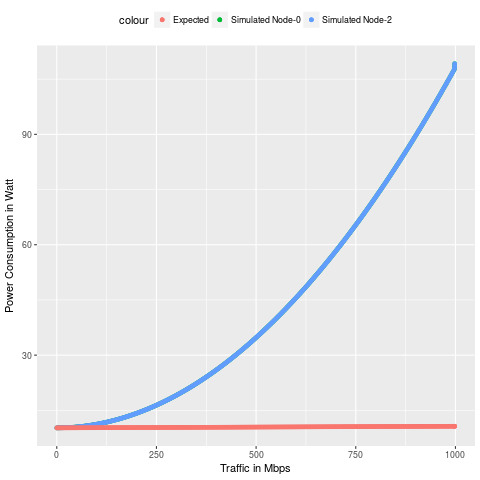 colour Expected Simulated Node-0 Simulated Node-2
Power Consumption in Watt
90
60
30
0 250 500 750 1000
Traffic in Mbps